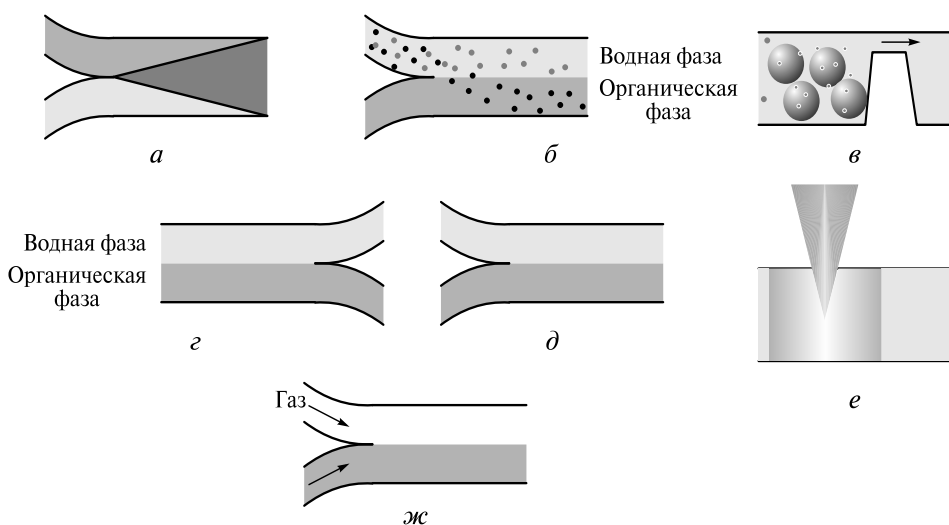 Водная фаза
Органическая
фаза
а
б
в
Водная фаза
Органическая
фаза
г
д
е
Газ
ж